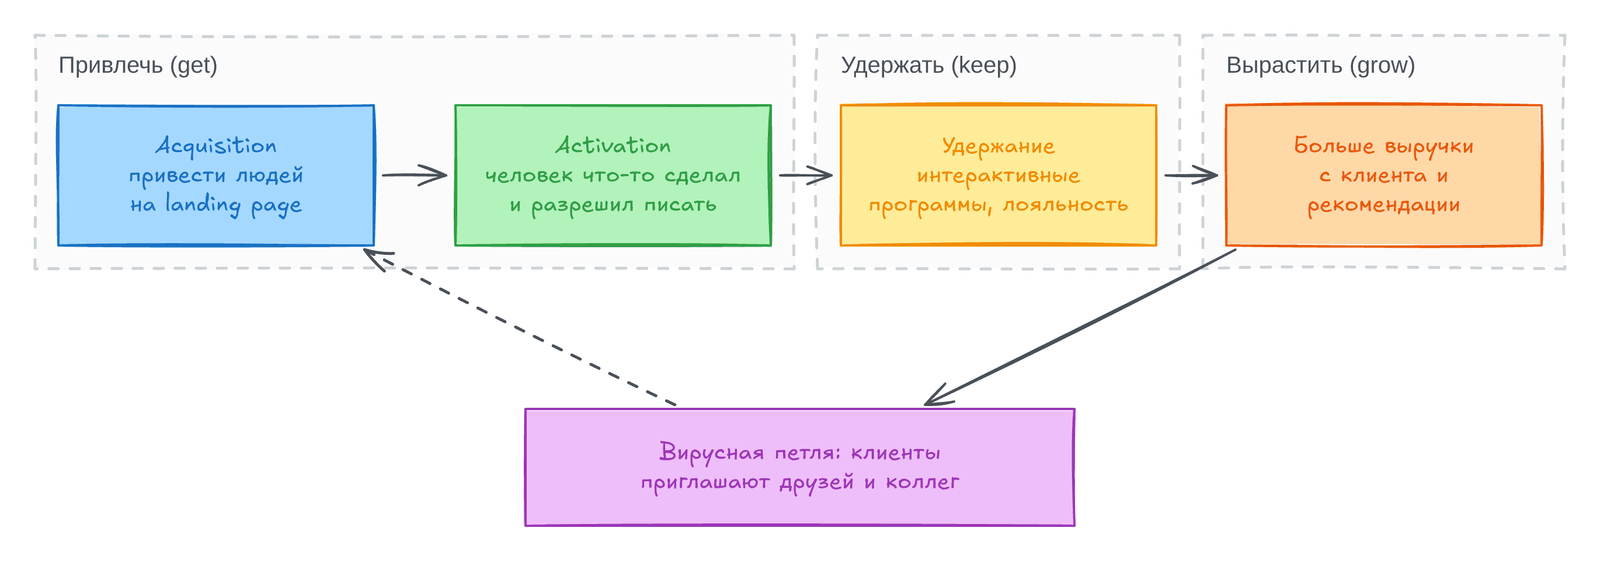 Привлечь (get)
Acquisition
привести людей
на landing page
Activation
человек что-то сделал
и разрешил писать
Удержать (keep)
Удержание
интерактивные
программы, лояльность
Вырастить (grow)
Больше выручки
с клиента и
рекомендации
Вирусная петля: клиенты
приглашают друзей и коллег